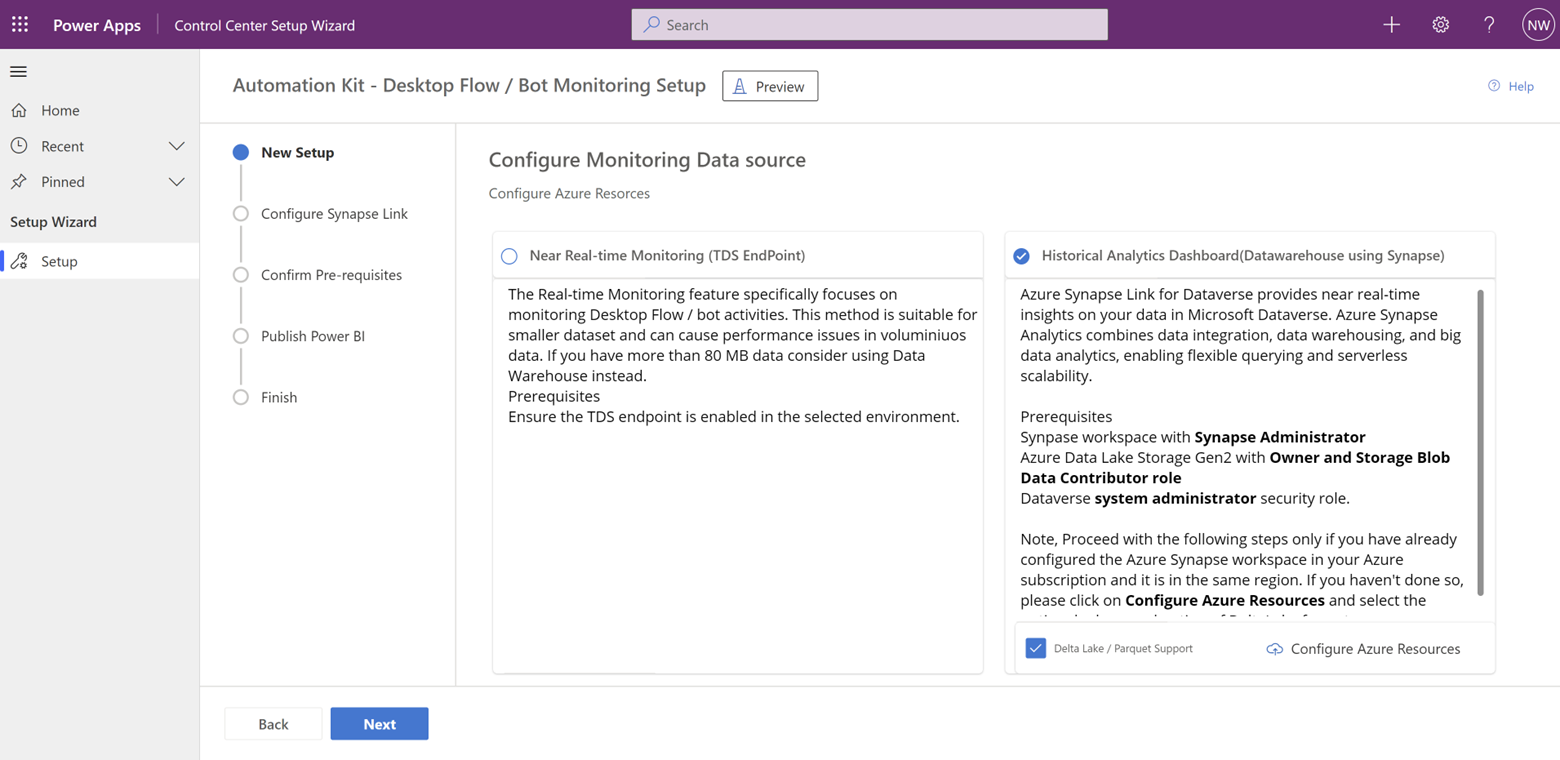 Power Apps
Control Center Setup Wizard
Search
NW
Home
Recent
Pinned
Setup Wizard
Setup
Automation Kit - Desktop Flow / Bot Monitoring Setup
Preview
Help
New Setup
Configure Synapse Link
Confirm Pre-requisites
Publish Power BI
Finish
Configure Monitoring Data source
Configure Azure Resorces
Near Real-time Monitoring (TDS EndPoint)
The Real-time Monitoring feature specifically focuses on
monitoring Desktop Flow / bot activities. This method is suitable for
smaller dataset and can cause performance issues in voluminiuos
data. If you have more than 80 MB data consider using Data
Warehouse instead.
Prerequisites
Ensure the TDS endpoint is enabled in the selected environment.
Historical Analytics Dashboard(Datawarehouse using Synapse)
Azure Synapse Link for Dataverse provides near real-time
insights on your data in Microsoft Dataverse. Azure Synapse
Analytics combines data integration, data warehousing, and big
data analytics, enabling flexible querying and serverless
scalability.
Prerequisites
Synpase workspace with Synapse Administrator
Azure Data Lake Storage Gen2 with Owner and Storage Blob
Data Contributor role
Dataverse system administrator security role.
Note, Proceed with the following steps only if you have already
configured the Azure Synapse workspace in your Azure
subscription and it is in the same region. If you haven't done so,
please click on Configure Azure Resources and select the
Delta Lake / Parquet Support
Configure Azure Resources
Back
Next